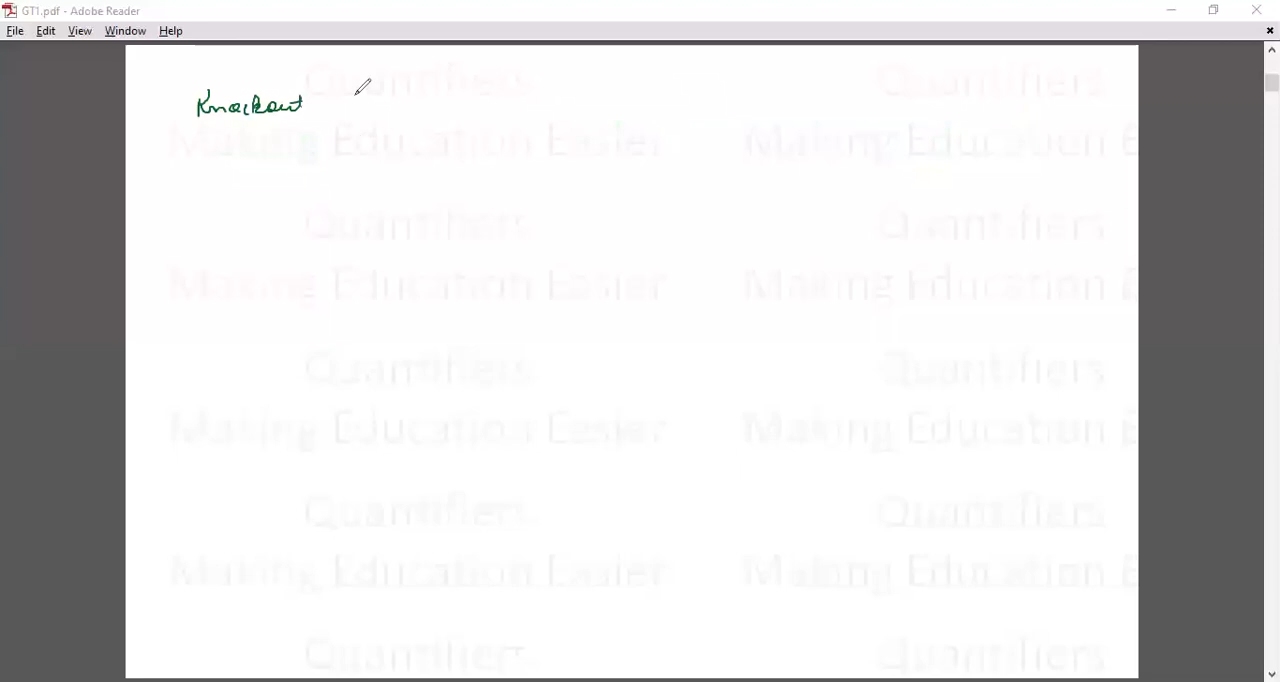 GT1.pdf - Adobe Reader
File Edit View Window Help
Knockout
Quantifiers Quantifiers
Making Education Easier Making Education E
Quantifiers Quantifiers
Making Education Easier Making Education E
Quantifiers Quantifiers
Making Education Easier Making Education E
Quantifiers Quantifiers
Making Education Easier Making Education E
Quantifiers Quantifiers